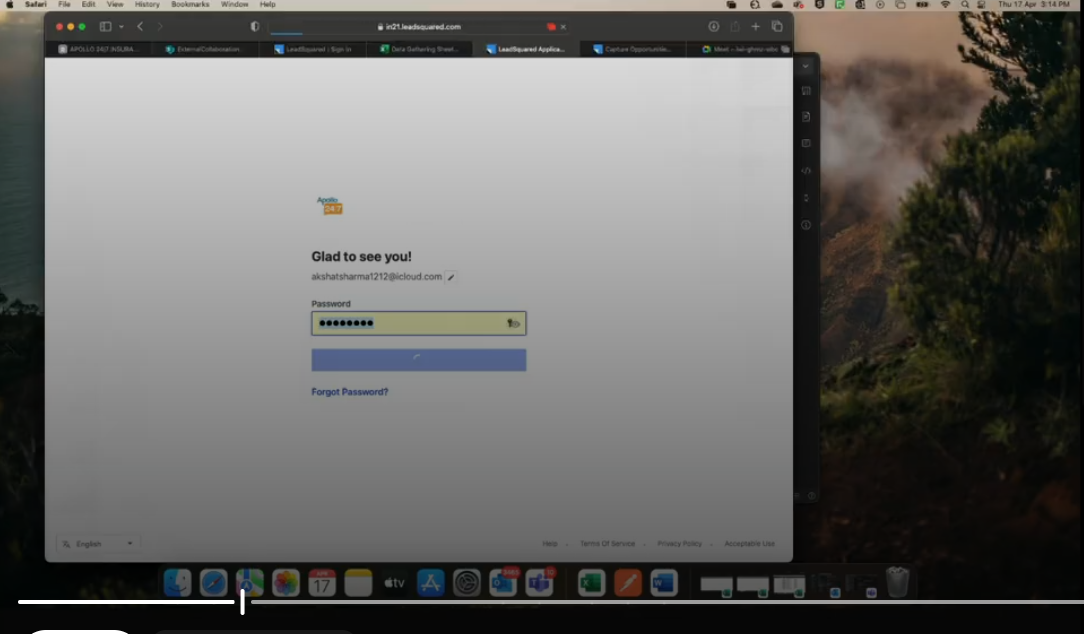 Safari File Edit View History Bookmarks Window Help Thu 17 Apr 3:14 PM
in21.leadsquared.com
APOLLO 24|7 INSURA... ExternalCollaboration... LeadSquared | Sign In Data Gathering Sheet... LeadSquared Applica... Capture Opportunitie... Meet –
Apollo
24|7
Glad to see you!
akshatsharma1212@icloud.com
Password
Forgot Password?
English Help Terms Of Service Privacy Policy Acceptable Use
APR
17
tv